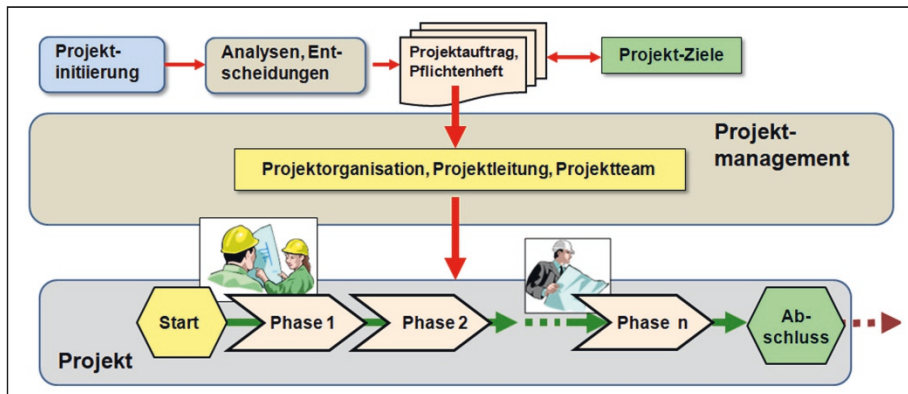 Projekt-
initiierung
Analysen, Ent-
scheidungen
Projektauftrag,
Pflichtenheft
Projekt-Ziele
Projekt-
management
Projektorganisation, Projektleitung, Projektteam
Start
Phase 1
Phase 2
Phase n
Ab-
schluss
Projekt